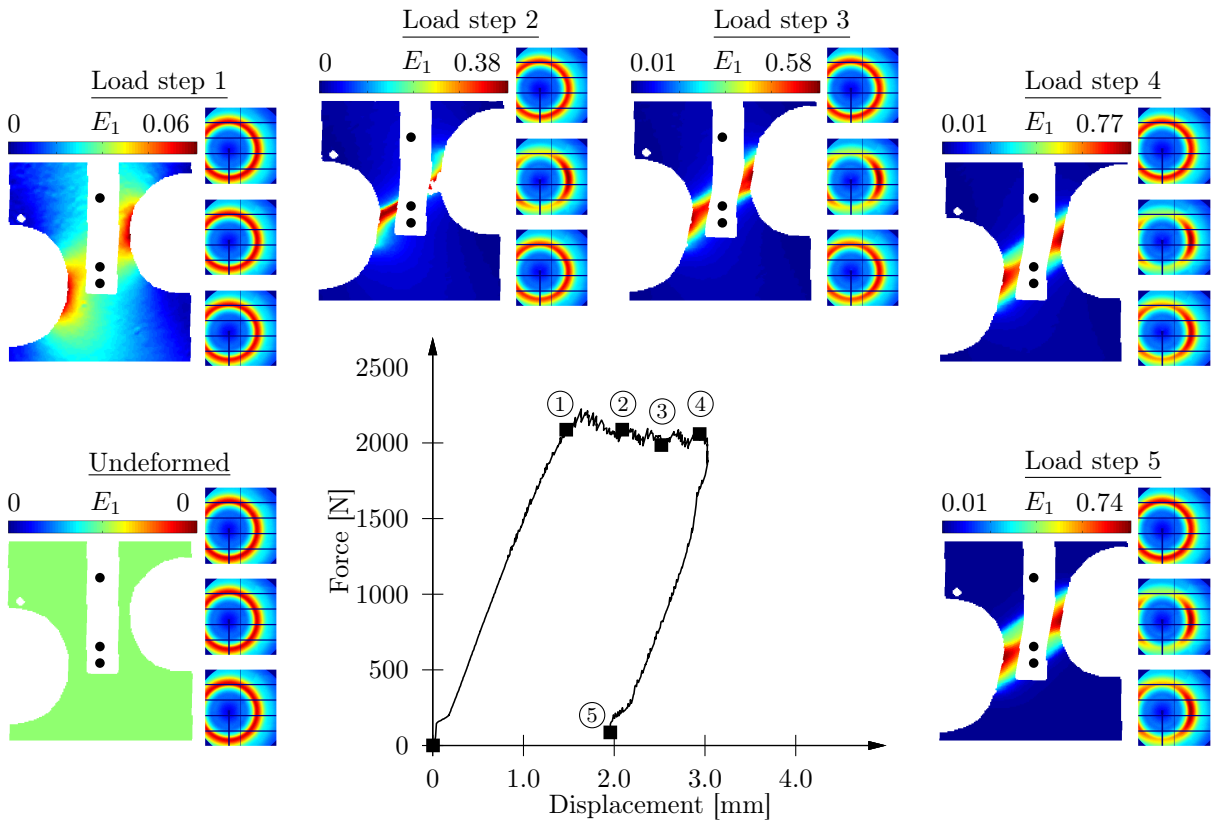 Load step 2
0 E₁ 0.38
Load step 3
0.01 E₁ 0.58
Load step 1
0 E₁ 0.06
Load step 4
0.01 E₁ 0.77
Undeformed
0 E₁ 0
Load step 5
0.01 E₁ 0.74
Force [N]
2500
2000
1500
1000
500
0
① ② ③ ④
⑤
0 1.0 2.0 3.0 4.0
Displacement [mm]